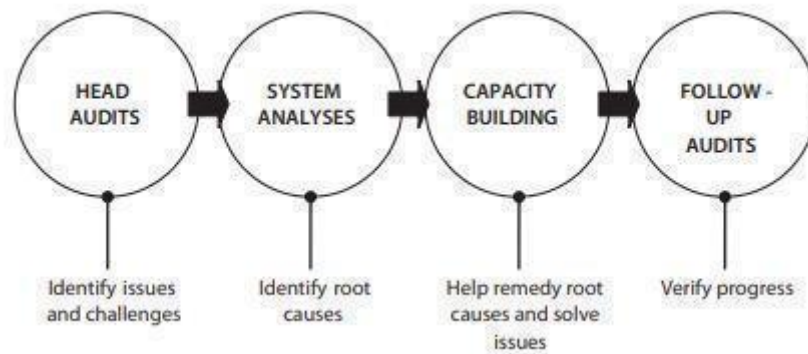 HEAD
AUDITS
SYSTEM
ANALYSES
CAPACITY
BUILDING
FOLLOW -
UP
AUDITS
Identify issues
and challenges
Identify root
causes
Help remedy root
causes and solve
issues
Verify progress